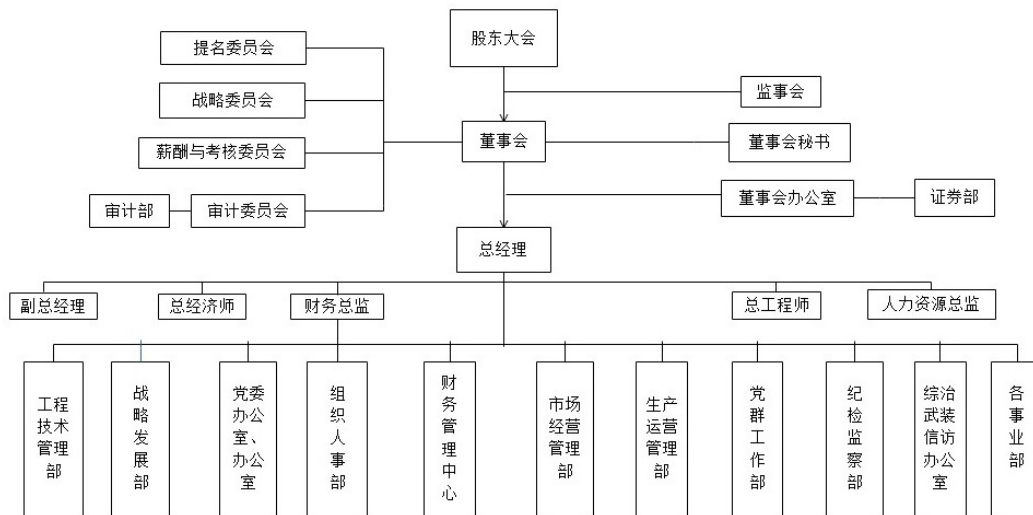 股东大会
提名委员会
监事会
战略委员会
董事会
董事会秘书
薪酬与考核委员会
审计部
审计委员会
董事会办公室
证券部
总经理
副总经理
总经济师
财务总监
总工程师
人力资源总监
工程
技术
管理
部
战
略
发
展
部
党委
办公
室、
办公
室
组
织
人
事
部
财
务
管
理
中
心
市场
经营
管理
部
生产
运营
管理
部
党
群
工
作
部
纪
检
监
察
部
综治
武装
信访
办公
室
各
事
业
部